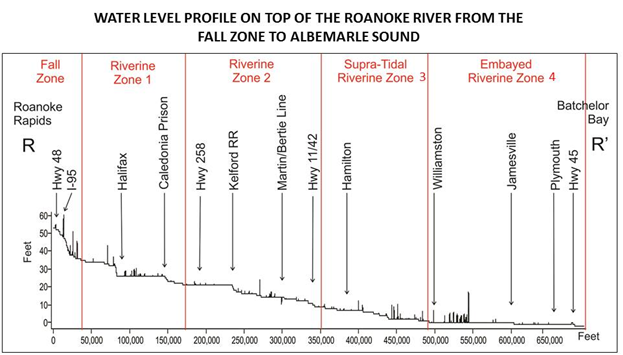 WATER LEVEL PROFILE ON TOP OF THE ROANOKE RIVER FROM THE
FALL ZONE TO ALBEMARLE SOUND
Fall
Zone
Riverine
Zone 1
Riverine
Zone 2
Supra-Tidal
Riverine Zone 3
Embayed
Riverine Zone 4
Roanoke
Rapids
Batchelor
Bay
R
R'
Hwy 48
I-95
Halifax
Caledonia Prison
Hwy 258
Kelford RR
Martin/Bertie Line
Hwy 11/42
Hamilton
Williamston
Jamesville
Plymouth
Hwy 45
Feet
60
50
40
30
20
10
0
0 50,000 100,000 150,000 200,000 250,000 300,000 350,000 400,000 450,000 500,000 550,000 600,000 650,000
Feet